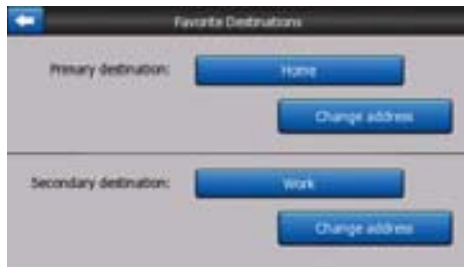 Favorite Destinations
Primary destination: Home
Change address
Secondary destination: Work
Change address